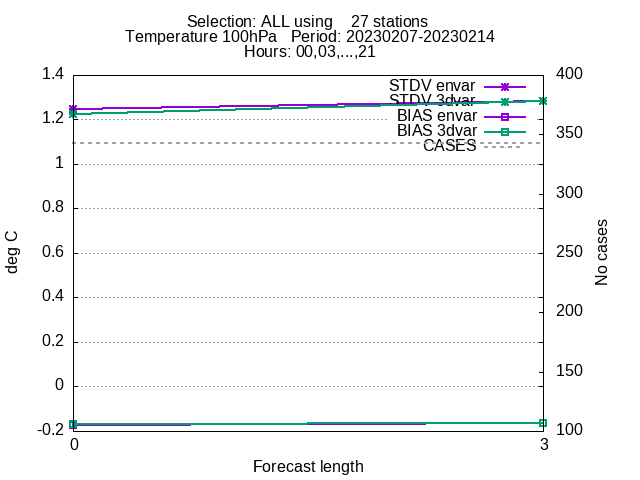 Selection: ALL using    27 stations
Temperature 100hPa   Period: 20230207-20230214
Hours: 00,03,...,21
1.4
1.2
1
0.8
0.6
0.4
0.2
0
-0.2
deg C
400
350
300
250
200
150
100
No cases
STDV envar
STDV 3dvar
BIAS envar
BIAS 3dvar
CASES
0
3
Forecast length